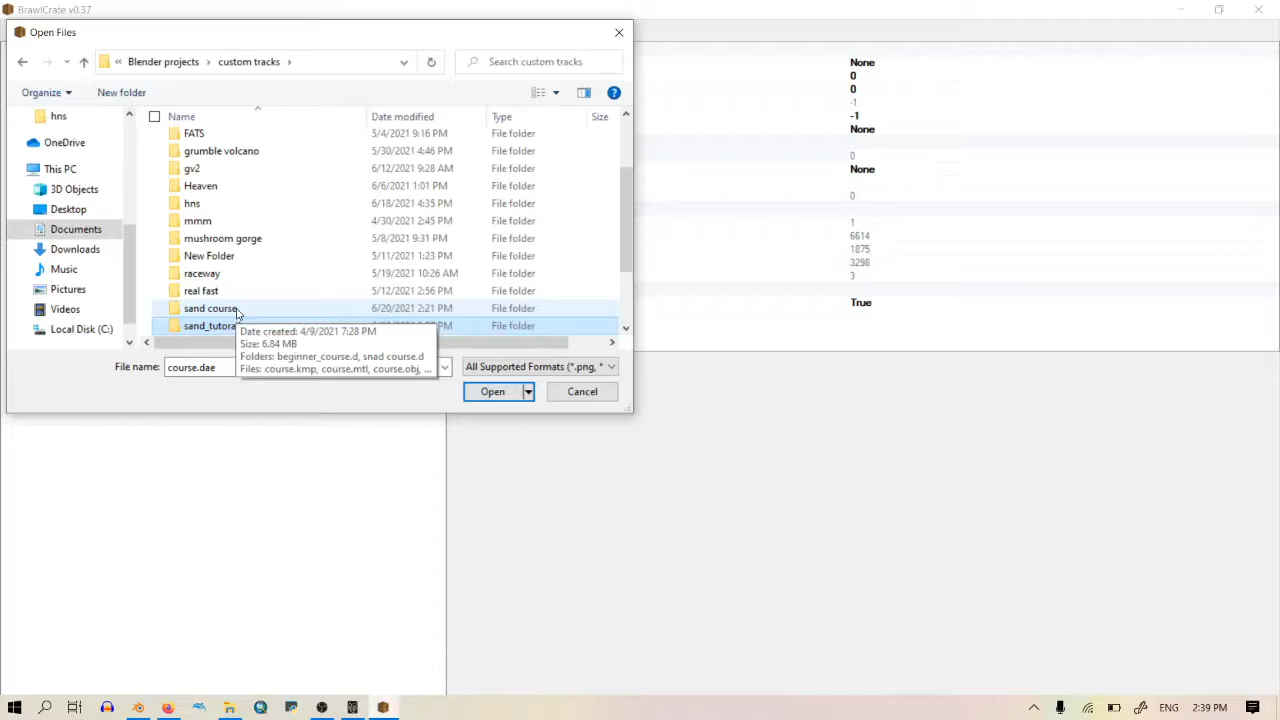 BrawlCrate v0.37
Open Files
« Blender projects › custom tracks ›
Search custom tracks
Organize
New folder
Name
Date modified
Type
Size
hns
OneDrive
This PC
3D Objects
Desktop
Documents
Downloads
Music
Pictures
Videos
Local Disk (C:)
FATS 5/4/2021 9:16 PM File folder
grumble volcano 5/30/2021 4:46 PM File folder
gv2 6/12/2021 9:28 AM File folder
Heaven 6/6/2021 1:01 PM File folder
hns 6/18/2021 4:35 PM File folder
mmm 4/30/2021 2:45 PM File folder
mushroom gorge 5/8/2021 9:31 PM File folder
New Folder 5/11/2021 1:23 PM File folder
raceway 5/19/2021 10:26 AM File folder
real fast 5/12/2021 2:56 PM File folder
sand course 6/20/2021 2:21 PM File folder
sand_tutora File folder
Date created: 4/9/2021 7:28 PM
Size: 6.84 MB
Folders: beginner_course.d, snad course.d
Files: course.kmp, course.mtl, course.obj, ...
File name: course.dae
All Supported Formats (*.png, *
Open
Cancel
None
0
0
-1
-1
None
0
None
0
1
6614
1875
3298
3
True
ENG
2:39 PM